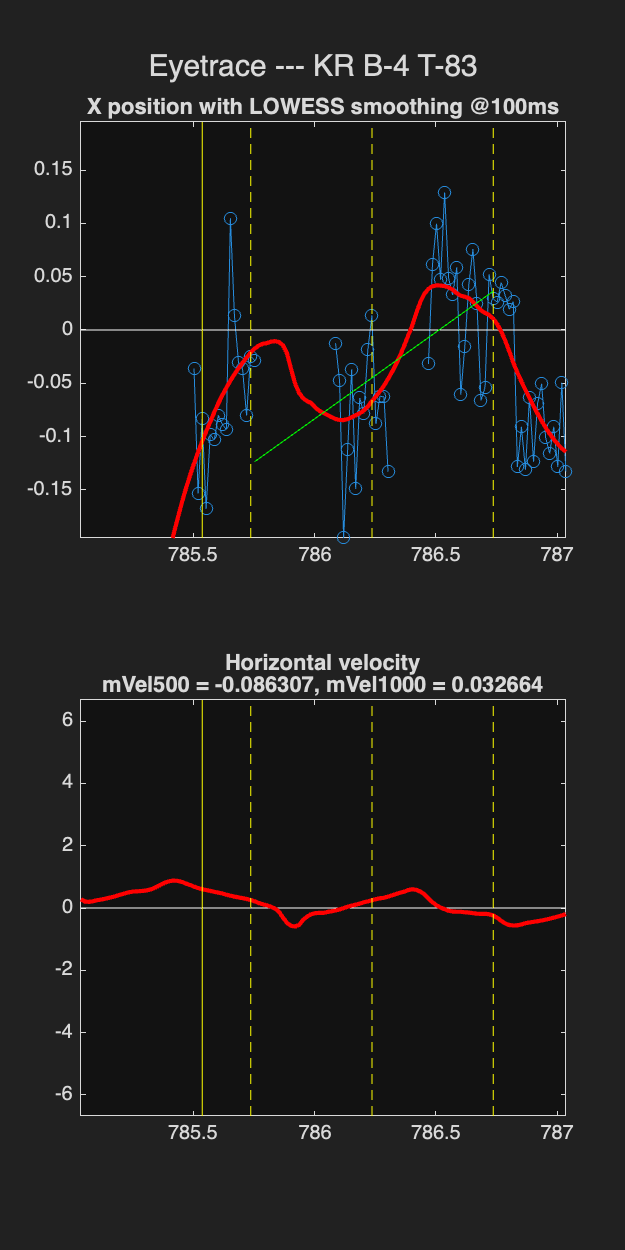 Eyetrace --- KR B-4 T-83
X position with LOWESS smoothing @100ms
0.15
0.1
0.05
0
-0.05
-0.1
-0.15
785.5 786 786.5 787
Horizontal velocity
mVel500 = -0.086307, mVel1000 = 0.032664
6
4
2
0
-2
-4
-6
785.5 786 786.5 787